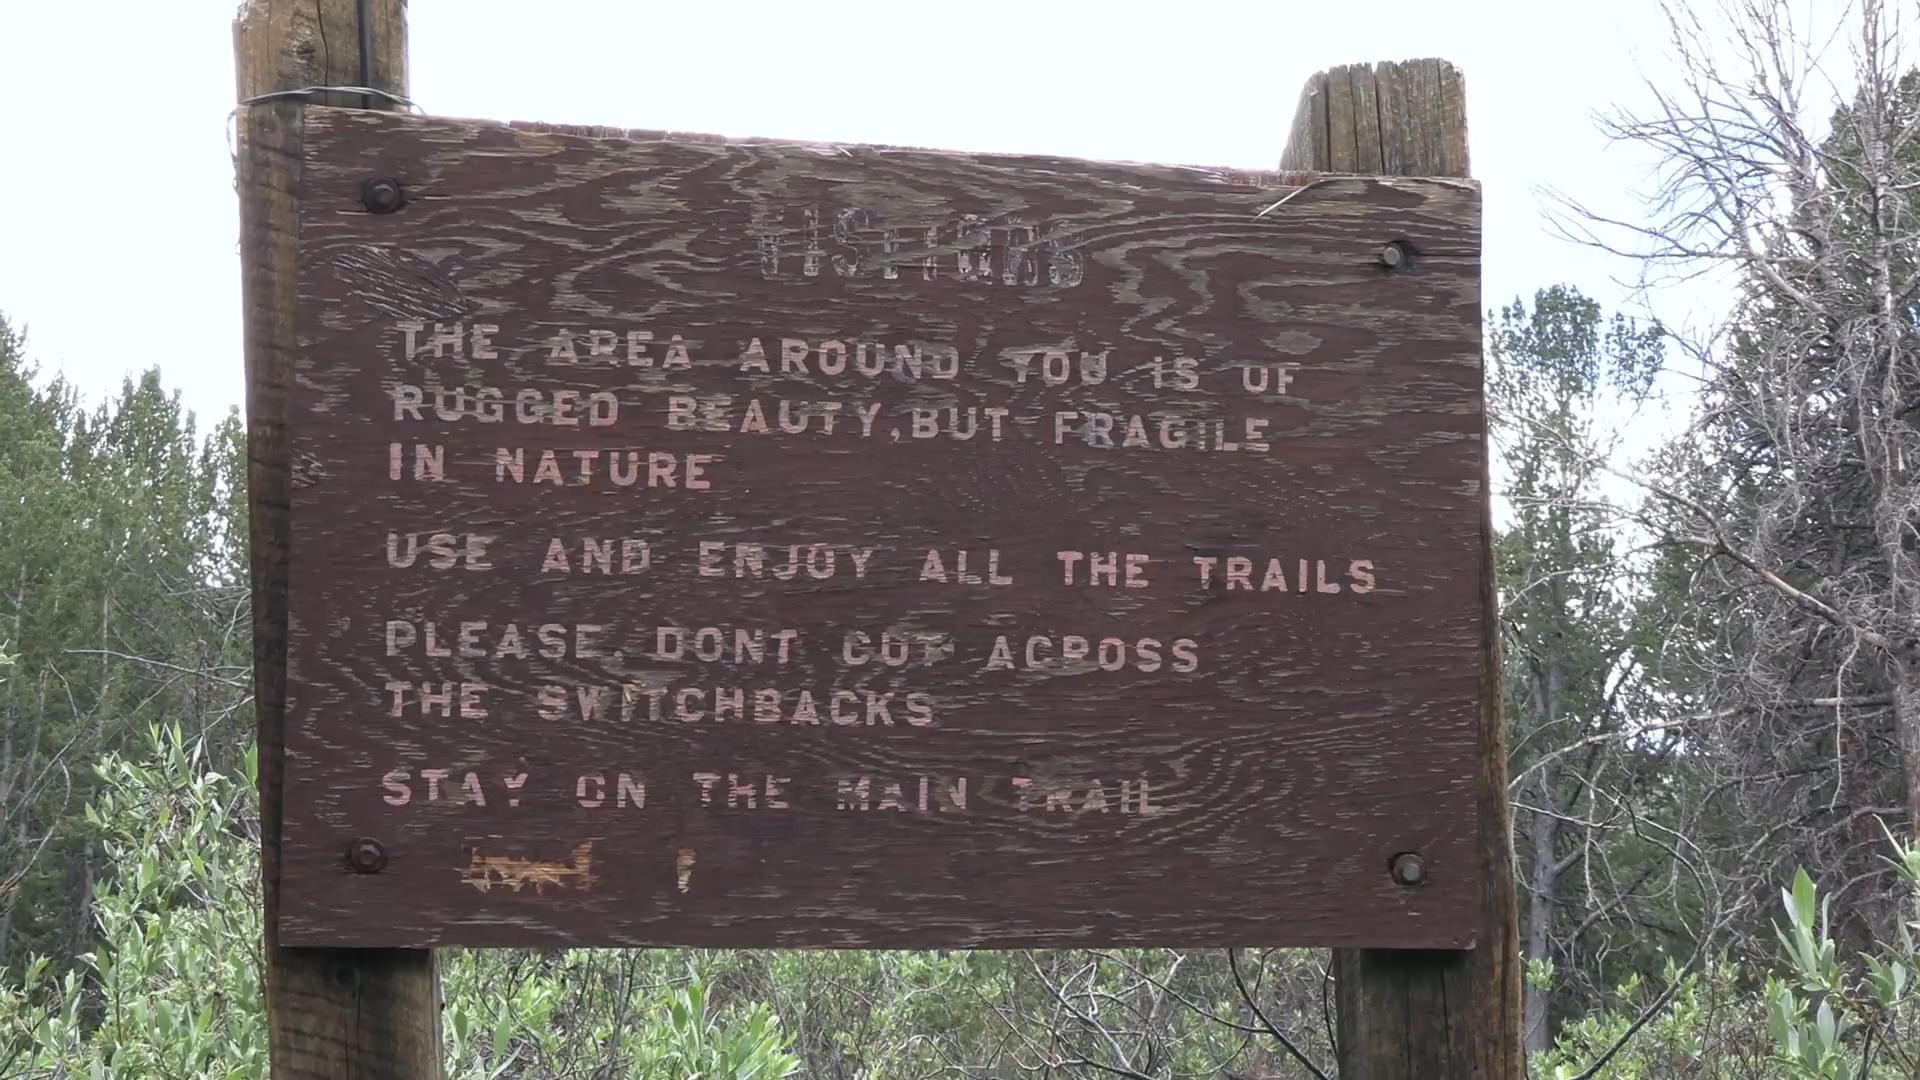 VISITORS
THE AREA AROUND YOU IS OF
RUGGED BEAUTY, BUT FRAGILE
IN NATURE
USE AND ENJOY ALL THE TRAILS
PLEASE. DONT CUT ACROSS
THE SWITCHBACKS
STAY ON THE MAIN TRAIL